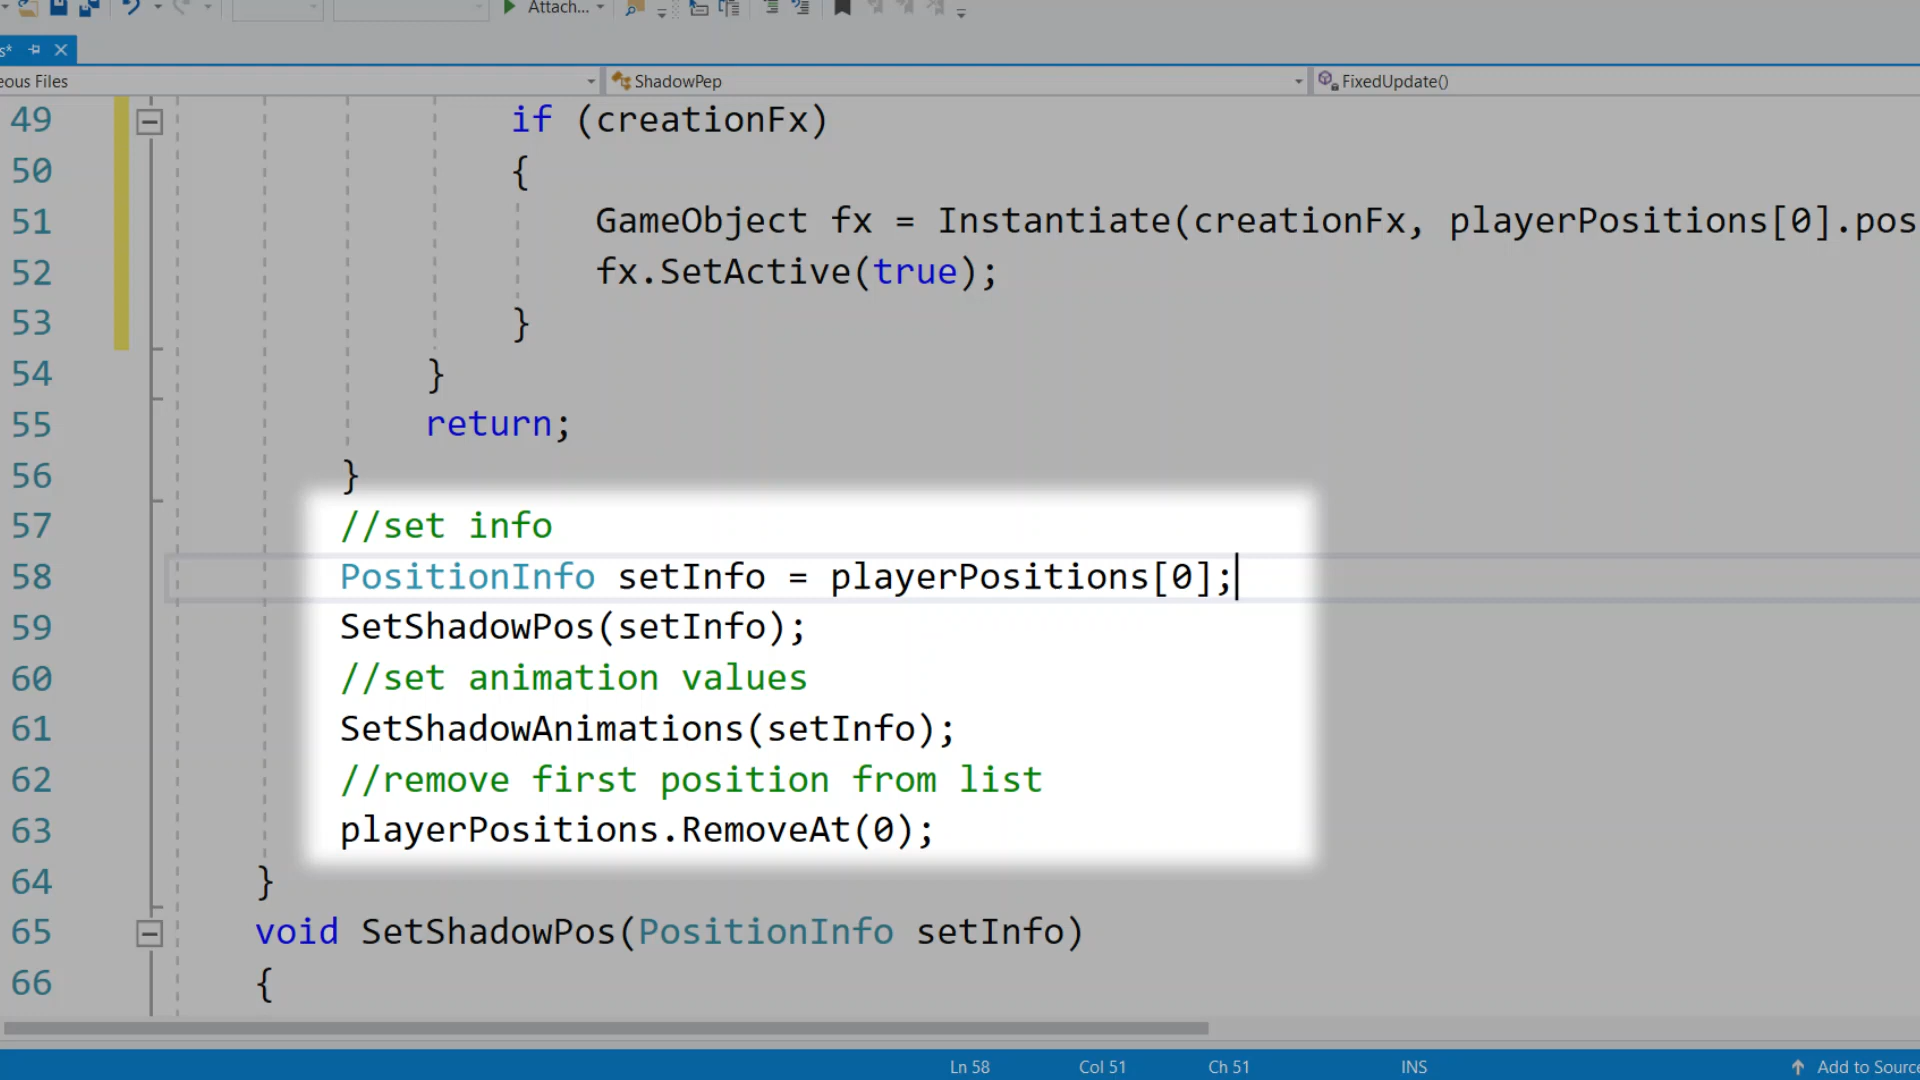 Attach...
s*
eous Files
ShadowPep
FixedUpdate()
49 if (creationFx)
50 {
51 GameObject fx = Instantiate(creationFx, playerPositions[0].pos
52 fx.SetActive(true);
53 }
54 }
55 return;
56 }
57 //set info
58 PositionInfo setInfo = playerPositions[0];
59 SetShadowPos(setInfo);
60 //set animation values
61 SetShadowAnimations(setInfo);
62 //remove first position from list
63 playerPositions.RemoveAt(0);
64 }
65 void SetShadowPos(PositionInfo setInfo)
66 {
Ln 58 Col 51 Ch 51 INS Add to Source